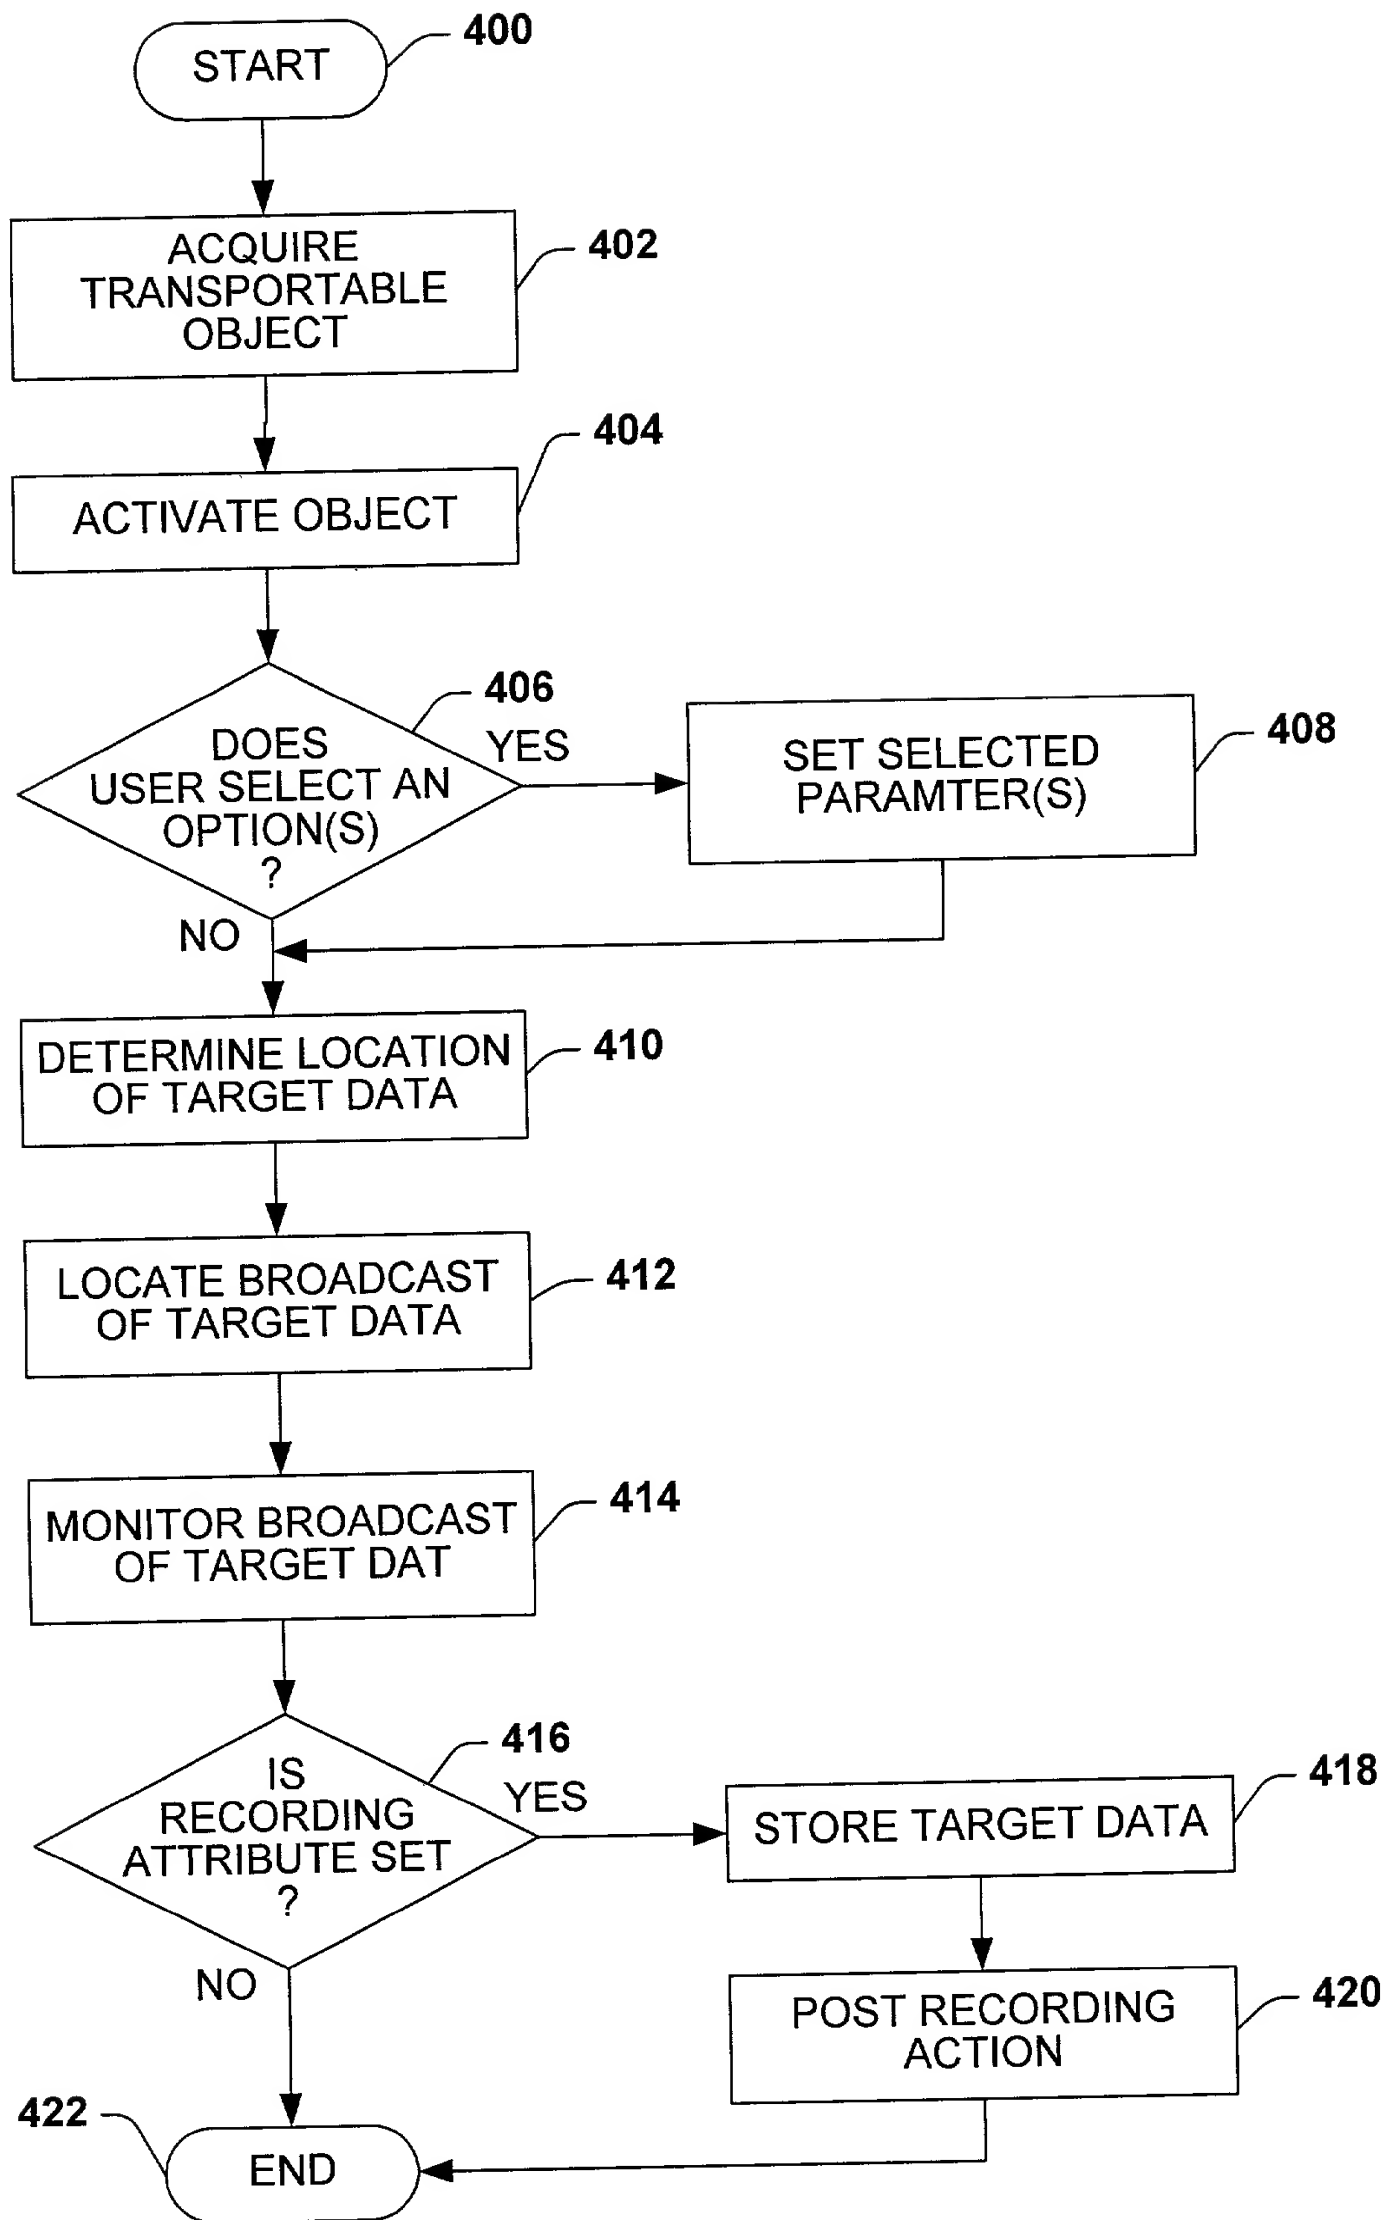 400
START
402
ACQUIRE
TRANSPORTABLE
OBJECT
404
ACTIVATE OBJECT
406
DOES
USER SELECT AN
OPTION(S)
?
YES
408
SET SELECTED
PARAMTER(S)
NO
410
DETERMINE LOCATION
OF TARGET DATA
412
LOCATE BROADCAST
OF TARGET DATA
414
MONITOR BROADCAST
OF TARGET DAT
416
IS
RECORDING
ATTRIBUTE SET
?
YES
418
STORE TARGET DATA
NO
420
POST RECORDING
ACTION
422
END